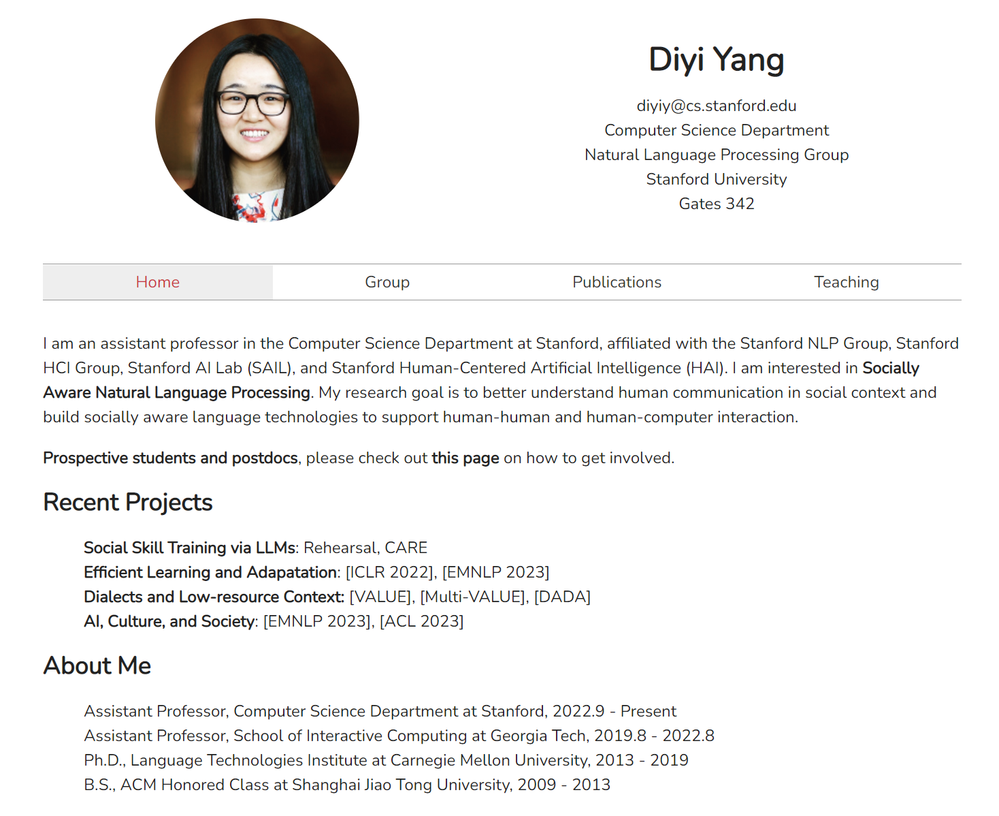 Diyi Yang
diyiy@cs.stanford.edu
Computer Science Department
Natural Language Processing Group
Stanford University
Gates 342
Home
Group
Publications
Teaching
I am an assistant professor in the Computer Science Department at Stanford, affiliated with the Stanford NLP Group, Stanford
HCI Group, Stanford AI Lab (SAIL), and Stanford Human-Centered Artificial Intelligence (HAI). I am interested in Socially
Aware Natural Language Processing. My research goal is to better understand human communication in social context and
build socially aware language technologies to support human-human and human-computer interaction.
Prospective students and postdocs, please check out this page on how to get involved.
Recent Projects
Social Skill Training via LLMs: Rehearsal, CARE
Efficient Learning and Adapatation: [ICLR 2022], [EMNLP 2023]
Dialects and Low-resource Context: [VALUE], [Multi-VALUE], [DADA]
AI, Culture, and Society: [EMNLP 2023], [ACL 2023]
About Me
Assistant Professor, Computer Science Department at Stanford, 2022.9 - Present
Assistant Professor, School of Interactive Computing at Georgia Tech, 2019.8 - 2022.8
Ph.D., Language Technologies Institute at Carnegie Mellon University, 2013 - 2019
B.S., ACM Honored Class at Shanghai Jiao Tong University, 2009 - 2013